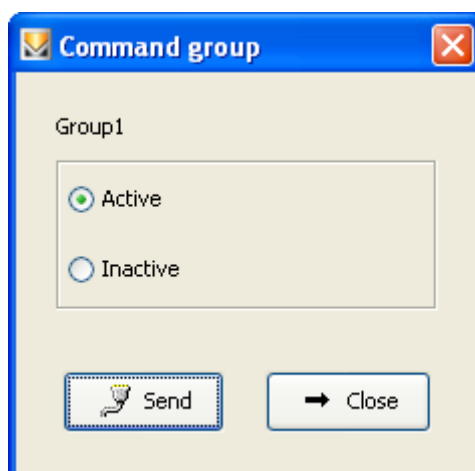 Command group
Group1
Active
Inactive
Send Close